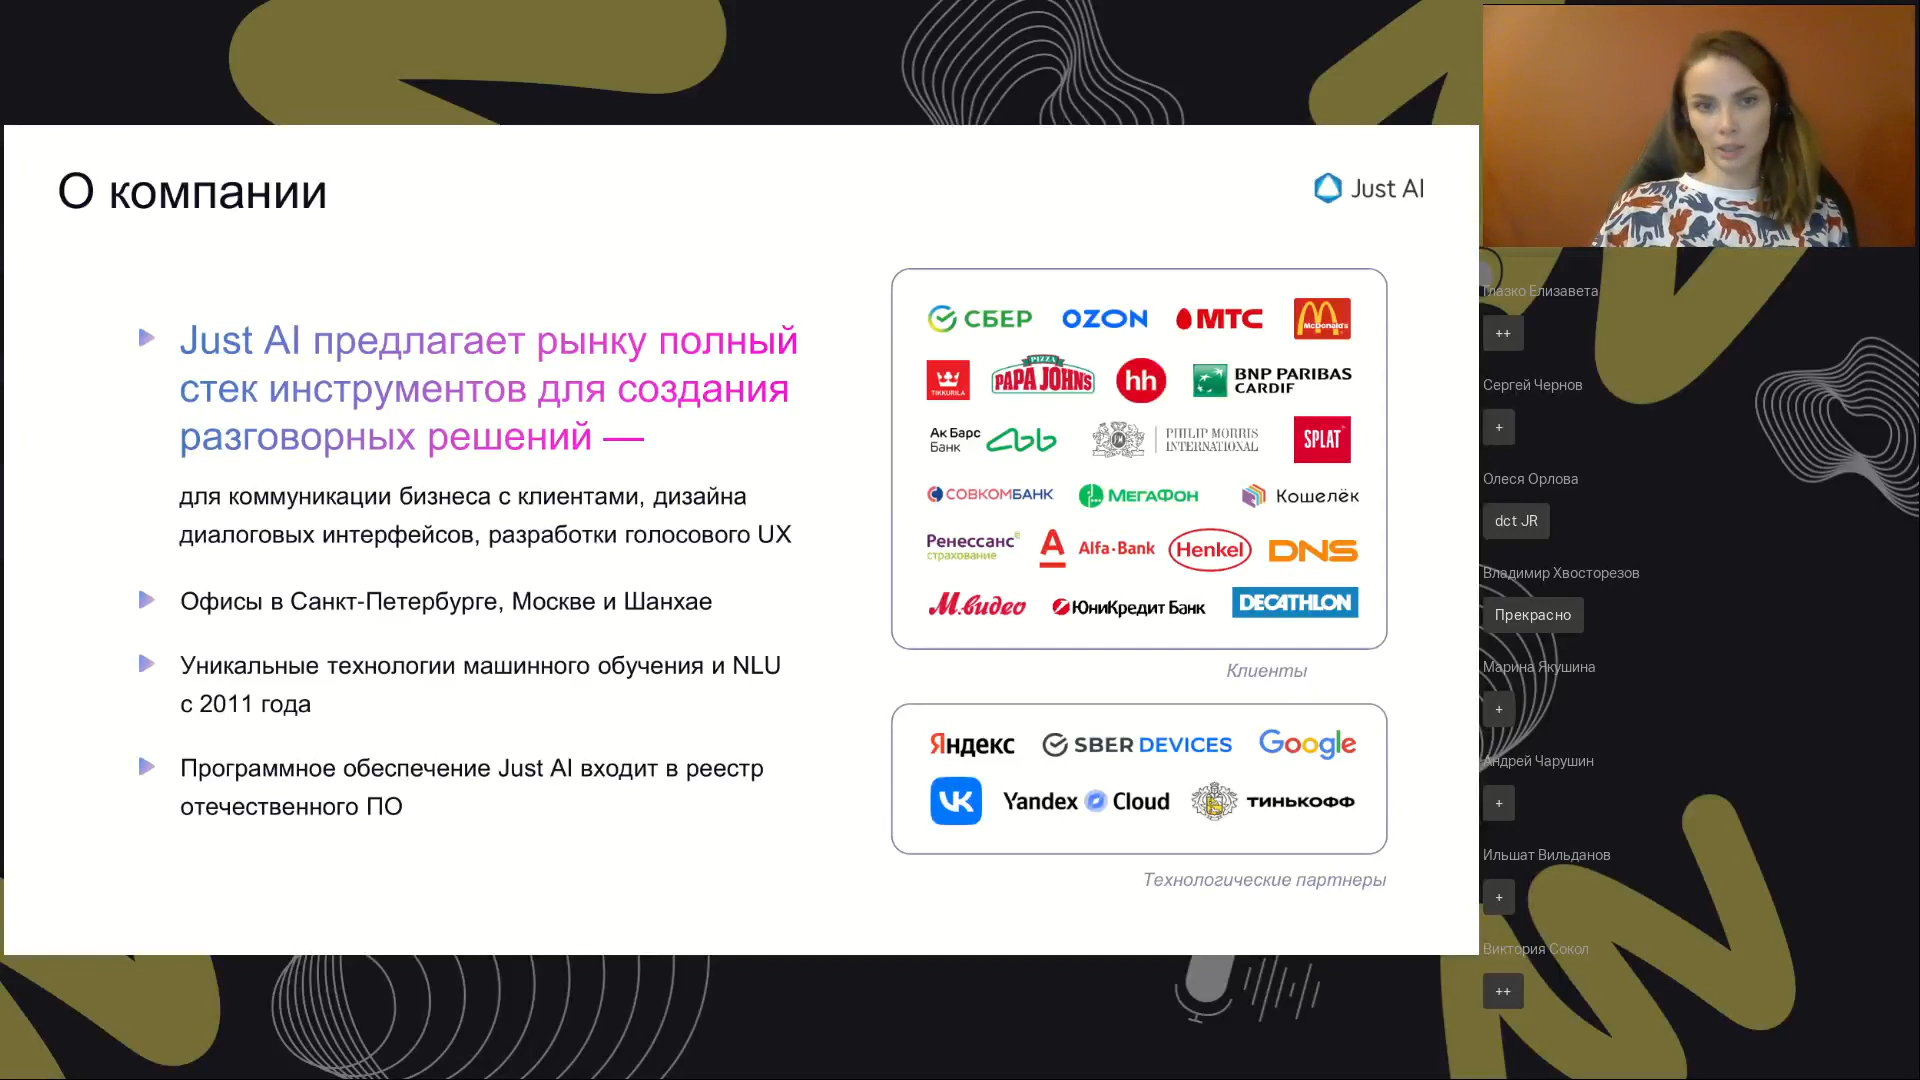 О компании
Just AI
Just AI предлагает рынку полный
стек инструментов для создания
разговорных решений —
для коммуникации бизнеса с клиентами, дизайна
диалоговых интерфейсов, разработки голосового UX
Офисы в Санкт-Петербурге, Москве и Шанхае
Уникальные технологии машинного обучения и NLU
с 2011 года
Программное обеспечение Just AI входит в реестр
отечественного ПО
СБЕР OZON МТС McDonald's
TIKKURILA PIZZA PAPA JOHNS hh BNP PARIBAS
CARDIF
Ак Барс
Банк
PHILIP MORRIS
INTERNATIONAL
SPLAT
СОВКОМБАНК МЕГАФОН Кошелёк
Ренессанс
страхование
А Alfa·Bank Henkel DNS
М.видео ЮниКредит Банк DECATHLON
Клиенты
Яндекс SBER DEVICES Google
VK Yandex Cloud ТИНЬКОФФ
Технологические партнеры
Глазко Елизавета
++
Сергей Чернов
+
Олеся Орлова
dct JR
Владимир Хвосторезов
Прекрасно
Марина Якушина
+
Андрей Чарушин
+
Ильшат Вильданов
+
Виктория Сокол
++